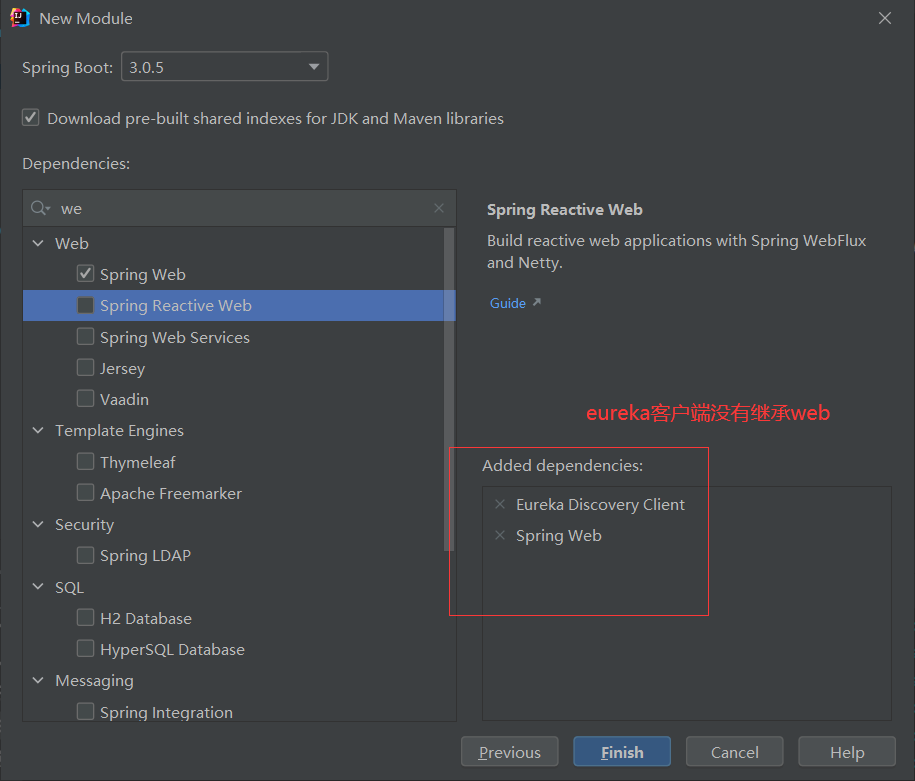 New Module
Spring Boot: 3.0.5
Download pre-built shared indexes for JDK and Maven libraries
Dependencies:
we
Web
Spring Web
Spring Reactive Web
Spring Web Services
Jersey
Vaadin
Template Engines
Thymeleaf
Apache Freemarker
Security
Spring LDAP
SQL
H2 Database
HyperSQL Database
Messaging
Spring Integration
Spring Reactive Web
Build reactive web applications with Spring WebFlux
and Netty.
Guide
eureka客户端没有继承web
Added dependencies:
Eureka Discovery Client
Spring Web
Previous
Finish
Cancel
Help